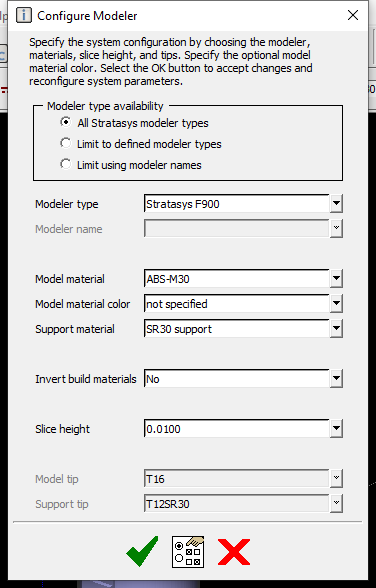 Configure Modeler
Specify the system configuration by choosing the modeler,
materials, slice height, and tips. Specify the optional model
material color. Select the OK button to accept changes and
reconfigure system parameters.
Modeler type availability
All Stratasys modeler types
Limit to defined modeler types
Limit using modeler names
Modeler type Stratasys F900
Modeler name
Model material ABS-M30
Model material color not specified
Support material SR30 support
Invert build materials No
Slice height 0.0100
Model tip T16
Support tip T12SR30